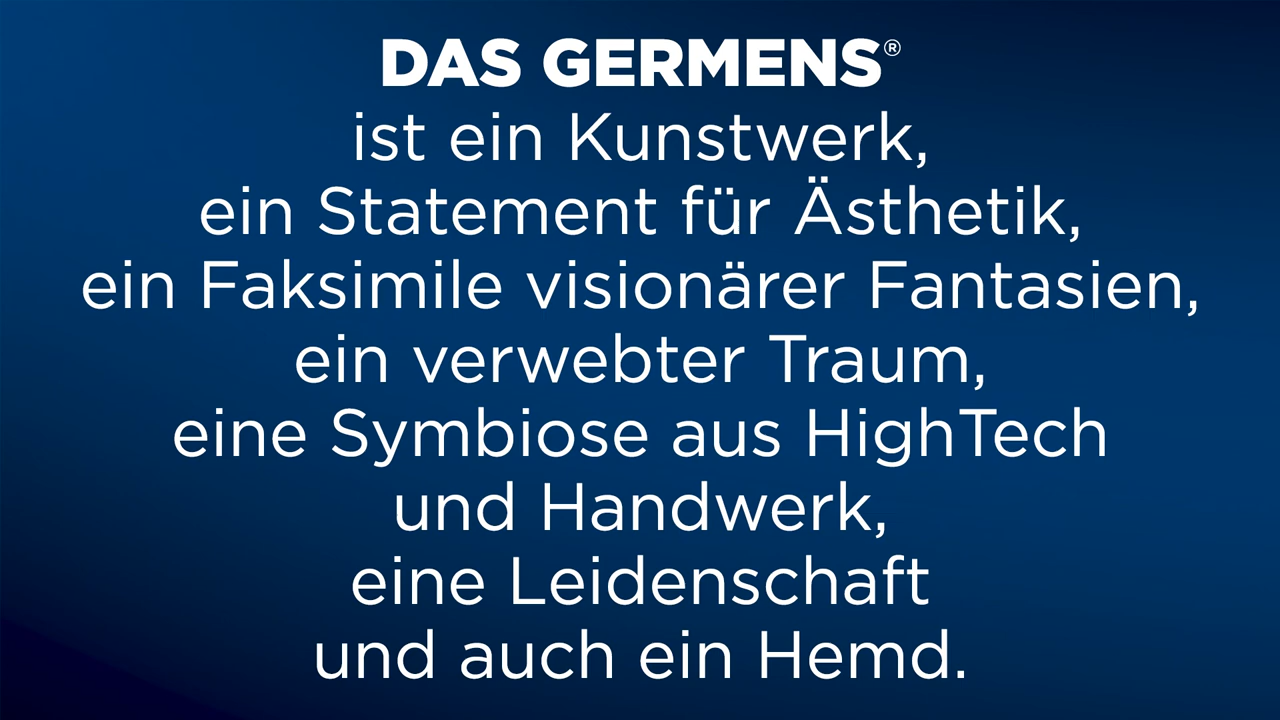 DAS GERMENS®
ist ein Kunstwerk,
ein Statement für Ästhetik,
ein Faksimile visionärer Fantasien,
ein verwebter Traum,
eine Symbiose aus HighTech
und Handwerk,
eine Leidenschaft
und auch ein Hemd.